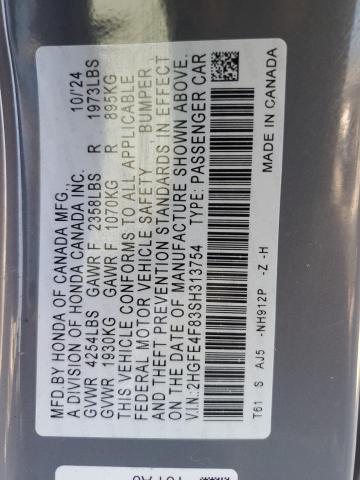 MFD.BY HONDA OF CANADA MFG., 10/'24
A DIVISION OF HONDA CANADA INC.
GVWR 4254LBS GAWR F 2358LBS R 1973LBS
GVWR 1930KG GAWR F 1070KG R 895KG
THIS VEHICLE CONFORMS TO ALL APPLICABLE
FEDERAL MOTOR VEHICLE SAFETY BUMPER,
AND THEFT PREVENTION STANDARDS IN EFFECT
ON THE DATE OF MANUFACTURE SHOWN ABOVE.
V.I.N.:2HGFE4F83SH313754 TYPE: PASSENGER CAR
T61 S AJ5 -NH912P -Z -H MADE IN CANADA